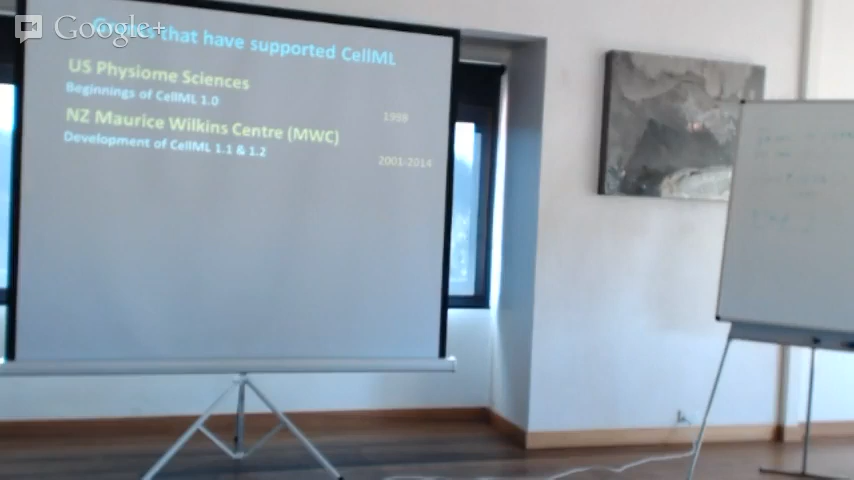 Google+
that have supported CellML
US Physiome Sciences
Beginnings of CellML 1.0
1998
NZ Maurice Wilkins Centre (MWC)
Development of CellML 1.1 & 1.2
2001-2014